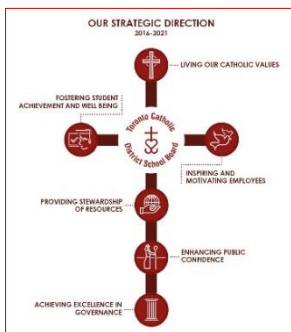 OUR STRATEGIC DIRECTION
2016-2021
LIVING OUR CATHOLIC VALUES
FOSTERING STUDENT
ACHIEVEMENT AND WELL BEING
Toronto Catholic
District School Board
INSPIRING AND
MOTIVATING EMPLOYEES
PROVIDING STEWARDSHIP
OF RESOURCES
ENHANCING PUBLIC
CONFIDENCE
ACHIEVING EXCELLENCE IN
GOVERNANCE